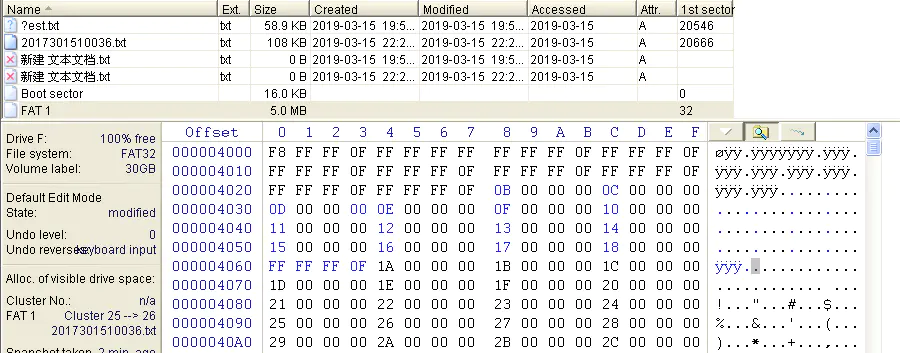 Name Ext. Size Created Modified Accessed Attr. 1st sector
?est.txt txt 58.9 KB 2019-03-15 19:5... 2019-03-15 19:5... 2019-03-15 A 20546
2017301510036.txt txt 108 KB 2019-03-15 22:2... 2019-03-15 22:2... 2019-03-15 A 20666
新建 文本文档.txt txt 0 B 2019-03-15 22:2... 2019-03-15 22:2... 2019-03-15 A
新建 文本文档.txt txt 0 B 2019-03-15 22:2... 2019-03-15 22:2... 2019-03-15 A
Boot sector 16.0 KB 0
FAT 1 5.0 MB 32
Drive F: 100% free
File system: FAT32
Volume label: 30GB
Default Edit Mode
State: modified
Undo level: 0
Undo reverses: keyboard input
Alloc. of visible drive space:
Cluster No.: n/a
FAT 1 Cluster 25 --> 26
2017301510036.txt
Snapshot taken 2 min. ago
Offset 0 1 2 3 4 5 6 7 8 9 A B C D E F
000004000 F8 FF FF 0F FF FF FF FF FF FF FF 0F FF FF FF 0F øÿÿ.ÿÿÿÿÿÿÿ.ÿÿÿ.
000004010 FF FF FF 0F FF FF FF 0F FF FF FF 0F FF FF FF 0F ÿÿÿ.ÿÿÿ.ÿÿÿ.ÿÿÿ.
000004020 FF FF FF 0F FF FF FF 0F 0B 00 00 00 0C 00 00 00 ÿÿÿ.ÿÿÿ.........
000004030 0D 00 00 00 0E 00 00 00 0F 00 00 00 10 00 00 00 ................
000004040 11 00 00 00 12 00 00 00 13 00 00 00 14 00 00 00 ................
000004050 15 00 00 00 16 00 00 00 17 00 00 00 18 00 00 00 ................
000004060 FF FF FF 0F 1A 00 00 00 1B 00 00 00 1C 00 00 00 ÿÿÿ.............
000004070 1D 00 00 00 1E 00 00 00 1F 00 00 00 20 00 00 00 ............ ...
000004080 21 00 00 00 22 00 00 00 23 00 00 00 24 00 00 00 !..."...#...$...
000004090 25 00 00 00 26 00 00 00 27 00 00 00 28 00 00 00 %...&...'...(...
0000040A0 29 00 00 00 2A 00 00 00 2B 00 00 00 2C 00 00 00 )...*...+...,...